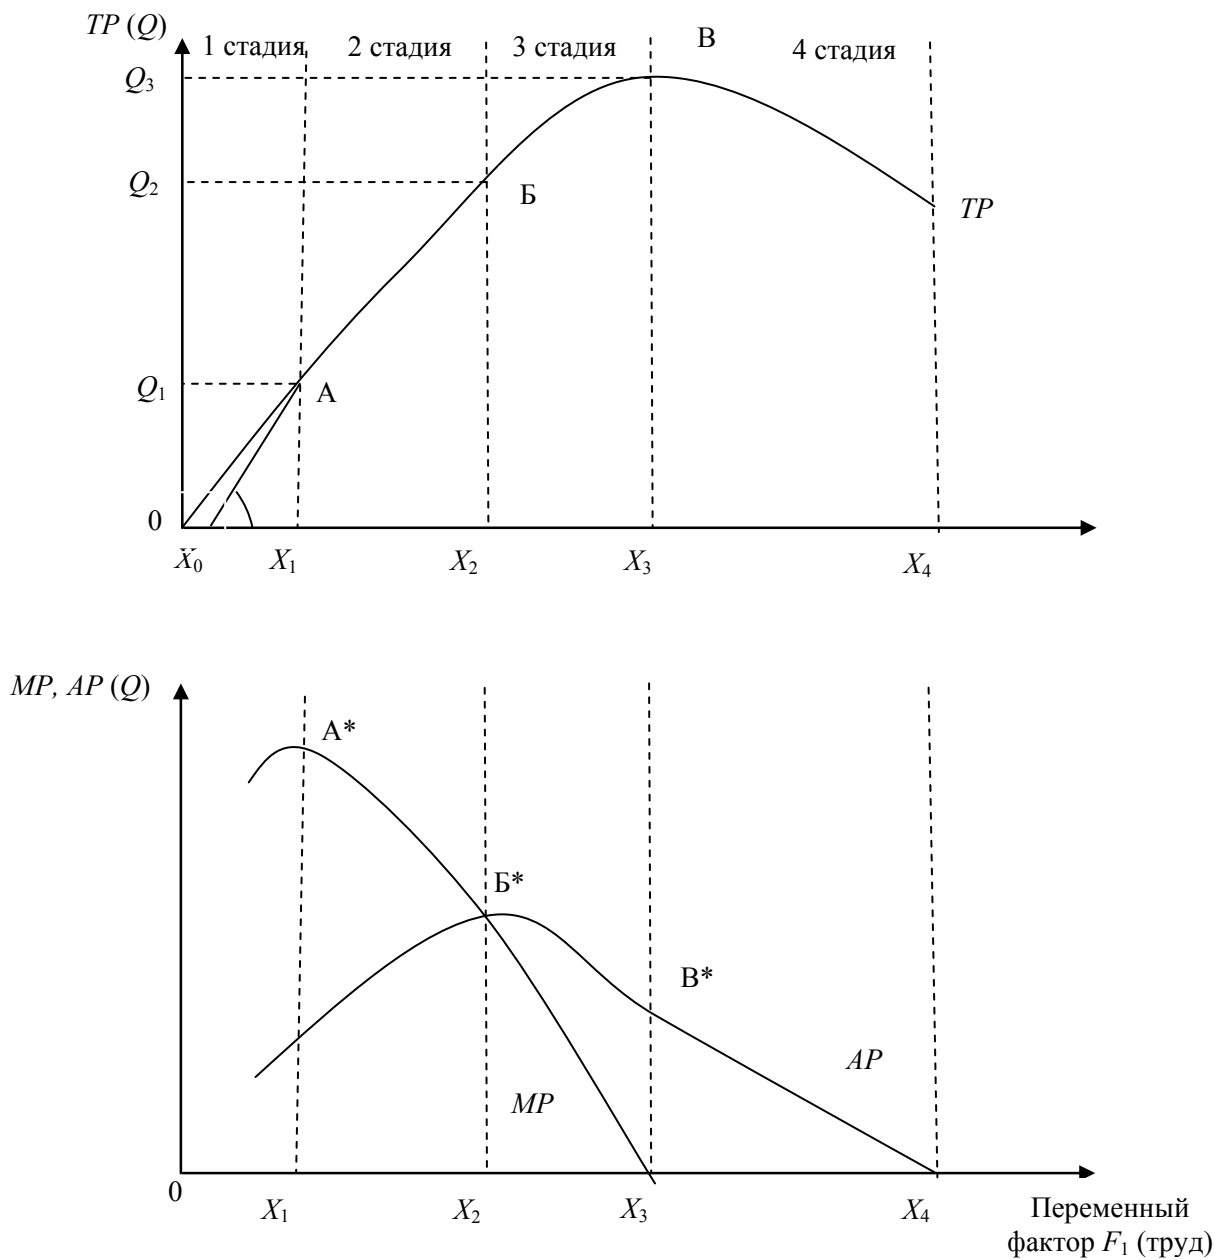 TP (Q)
1 стадия
2 стадия
3 стадия
В
4 стадия
Q3
Q2
Б
TP
Q1
А
0
X0
X1
X2
X3
X4
MP, AP (Q)
А*
Б*
В*
AP
MP
0
X1
X2
X3
X4
Переменный
фактор F1 (труд)